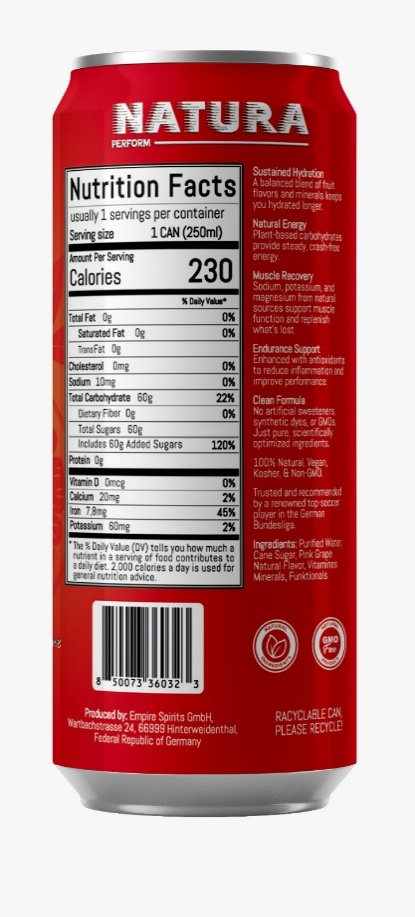 NATURA
PERFORM
Nutrition Facts
usually 1 servings per container
Serving size 1 CAN (250ml)
Amount Per Serving
Calories 230
% Daily Value*
Total Fat 0g 0%
Saturated Fat 0g 0%
TransFat 0g
Cholesterol 0mg 0%
Sodium 10mg 0%
Total Carbohydrate 60g 22%
Dietary Fiber 0g 0%
Total Sugars 60g
Includes 60g Added Sugars 120%
Protein 0g
Vitamin D 0mcg 0%
Calcium 20mg 2%
Iron 7,8mg 45%
Potassium 60mg 2%
*The % Daily Value (DV) tells you how much a
nutrient in a serving of food contributes to
a daily diet. 2,000 calories a day is used for
general nutrition advice.
8 50073 36032 3
Produced by: Empire Spirits GmbH,
Wartbachstrasse 24, 66999 Hinterweidenthal,
Federal Republic of Germany
Sustained Hydration
A balanced blend of fruit
flavors and minerals keeps
you hydrated longer.
Natural Energy
Plant-based carbohydrates
provide steady, crash-free
energy.
Muscle Recovery
Sodium, potassium, and
magnesium from natural
sources support muscle
function and replenish
what's lost.
Endurance Support
Enhanced with antioxidants
to reduce inflammation and
improve performance.
Clean Formula
No artificial sweeteners,
synthetic dyes, or GMOs.
Just pure, scientifically
optimized ingredients.
100% Natural, Vegan,
Kosher, & Non-GMO.
Trusted and recommended
by a renowned top-soccer
player in the German
Bundesliga.
Ingredients: Purified Water,
Cane Sugar, Pink Grape
Natural Flavor, Vitamines
Minerals, Funktionals
NATURAL
INGREDIENTS
GMO
RACYCLABLE CAN,
PLEASE RECYCLE!